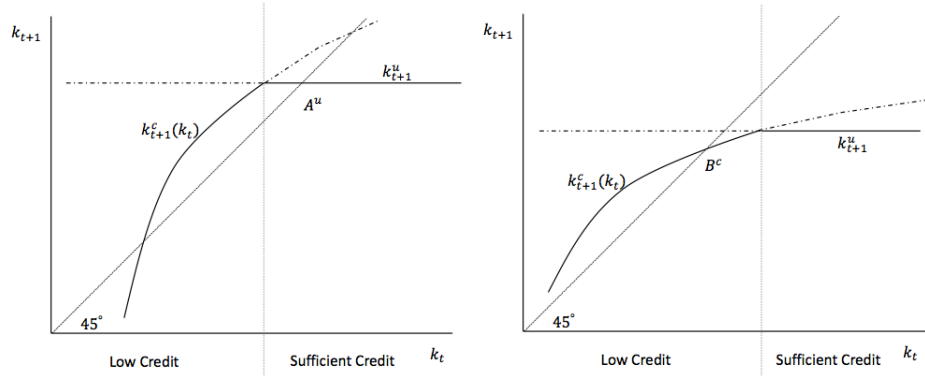 k_{t+1}
k^u_{t+1}
A^u
k^c_{t+1}(k_t)
45°
Low Credit
Sufficient Credit
k_t
k_{t+1}
k^u_{t+1}
B^c
k^c_{t+1}(k_t)
45°
Low Credit
Sufficient Credit
k_t